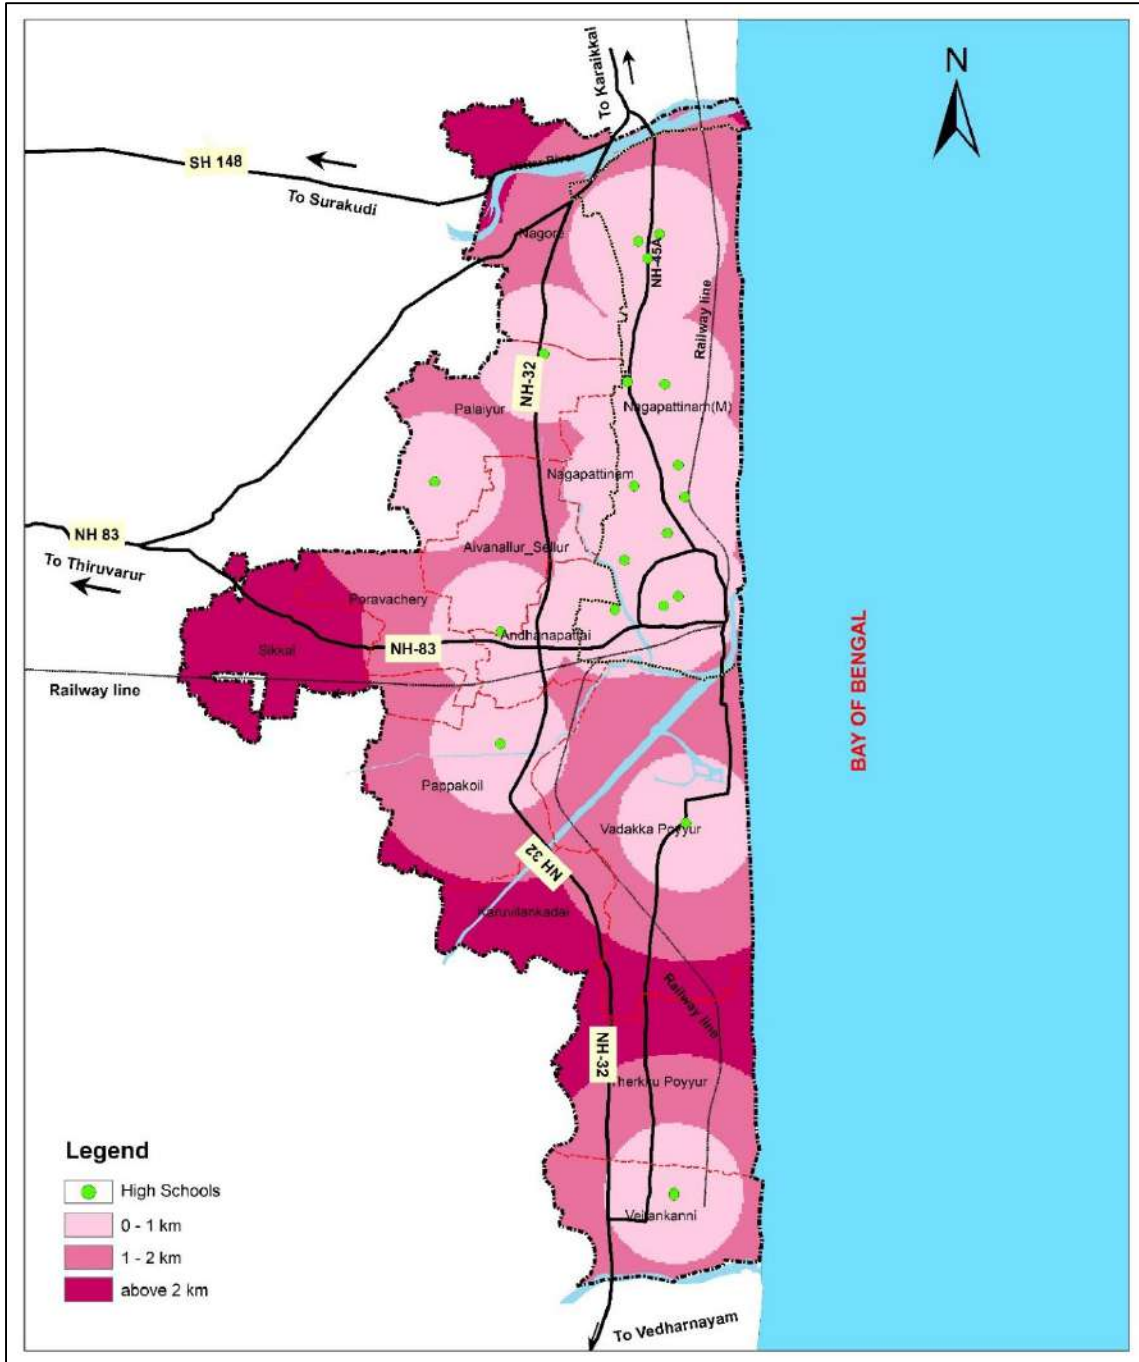 N
To Karaikkal
SH 148
To Surakudi
Nagore
NH-45A
Railway line
NH-32
Palaiyur
Nagapattinam(M)
Nagapattinam
NH 83
To Thiruvarur
Aivanallur_Sellur
Poravachery
Andhanapattai
Sikkal
NH-83
Railway line
BAY OF BENGAL
Pappakoil
Vadakka Poyyur
NH 32
Karuvilankadai
Railway line
NH-32
Therkku Poyyur
Vellankanni
To Vedharnayam
Legend
High Schools
0 - 1 km
1 - 2 km
above 2 km